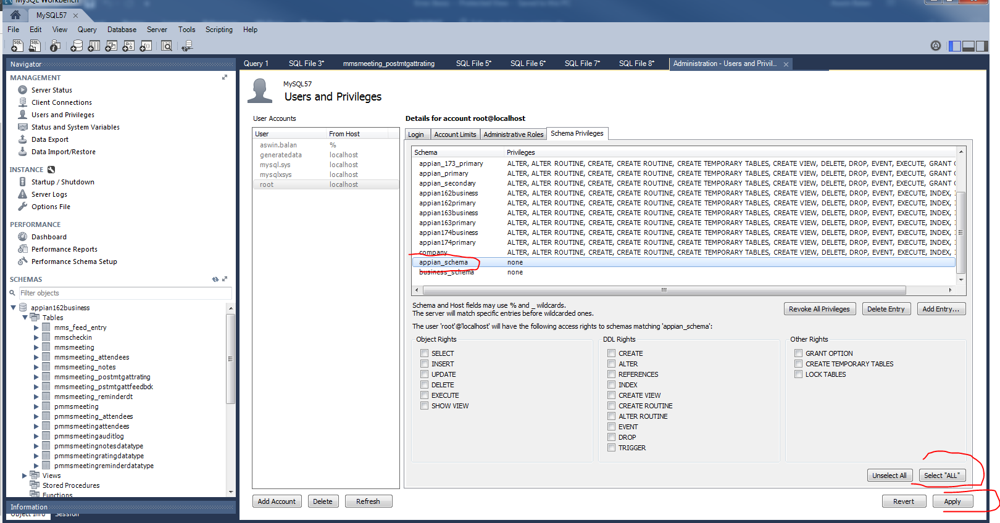 MySQL Workbench
MySQL57
File Edit View Query Database Server Tools Scripting Help
Navigator
MANAGEMENT
Server Status
Client Connections
Users and Privileges
Status and System Variables
Data Export
Data Import/Restore
INSTANCE
Startup / Shutdown
Server Logs
Options File
PERFORMANCE
Dashboard
Performance Reports
Performance Schema Setup
SCHEMAS
Filter objects
appian162business
Tables
mms_feed_entry
mmscheckin
mmsmeeting
mmsmeeting_attendees
mmsmeeting_notes
mmsmeeting_postmtgattrating
mmsmeeting_pstmtgattfeedbck
mmsmeeting_reminderdt
pmmsmeeting
pmmsmeeting_attendees
pmmsmeetingattendees
pmmsmeetingauditlog
pmmsmeetingnotesdatatype
pmmsmeetingratingdatatype
pmmsmeetingreminderdatatype
Views
Stored Procedures
Functions
Information
Object Info Session
Query 1 SQL File 3* mmsmeeting_postmtgattrating SQL File 5* SQL File 6* SQL File 7* SQL File 8* Administration - Users and Privil...
MySQL57
Users and Privileges
User Accounts
User From Host
aswin.balan %
generatedata localhost
mysql.sys localhost
mysqlxsys localhost
root localhost
Add Account Delete Refresh
Details for account root@localhost
Login Account Limits Administrative Roles Schema Privileges
Schema Privileges
appian_173_primary ALTER, ALTER ROUTINE, CREATE, CREATE ROUTINE, CREATE TEMPORARY TABLES, CREATE VIEW, DELETE, DROP, EVENT, EXECUTE, GRANT
appian_primary ALTER, ALTER ROUTINE, CREATE, CREATE ROUTINE, CREATE TEMPORARY TABLES, CREATE VIEW, DELETE, DROP, EVENT, EXECUTE, GRANT
appian_secondary ALTER, ALTER ROUTINE, CREATE, CREATE ROUTINE, CREATE TEMPORARY TABLES, CREATE VIEW, DELETE, DROP, EVENT, EXECUTE, GRANT
appian162business ALTER, ALTER ROUTINE, CREATE, CREATE ROUTINE, CREATE TEMPORARY TABLES, CREATE VIEW, DELETE, DROP, EVENT, EXECUTE, INDEX,
appian162primary ALTER, ALTER ROUTINE, CREATE, CREATE ROUTINE, CREATE TEMPORARY TABLES, CREATE VIEW, DELETE, DROP, EVENT, EXECUTE, INDEX,
appian163business ALTER, ALTER ROUTINE, CREATE, CREATE ROUTINE, CREATE TEMPORARY TABLES, CREATE VIEW, DELETE, DROP, EVENT, EXECUTE, INDEX,
appian163primary ALTER, ALTER ROUTINE, CREATE, CREATE ROUTINE, CREATE TEMPORARY TABLES, CREATE VIEW, DELETE, DROP, EVENT, EXECUTE, INDEX,
appian174business ALTER, ALTER ROUTINE, CREATE, CREATE ROUTINE, CREATE TEMPORARY TABLES, CREATE VIEW, DELETE, DROP, EVENT, EXECUTE, INDEX,
appian174primary ALTER, ALTER ROUTINE, CREATE, CREATE ROUTINE, CREATE TEMPORARY TABLES, CREATE VIEW, DELETE, DROP, EVENT, EXECUTE, INDEX,
company ALTER, ALTER ROUTINE, CREATE, CREATE ROUTINE, CREATE TEMPORARY TABLES, CREATE VIEW, DELETE, DROP, EVENT, EXECUTE, INDEX,
appian_schema none
business_schema none
Schema and Host fields may use % and _ wildcards.
The server will match specific entries before wildcarded ones.
Revoke All Privileges Delete Entry Add Entry...
The user 'root'@'localhost' will have the following access rights to schemas matching 'appian_schema':
Object Rights
SELECT
INSERT
UPDATE
DELETE
EXECUTE
SHOW VIEW
DDL Rights
CREATE
ALTER
REFERENCES
INDEX
CREATE VIEW
CREATE ROUTINE
ALTER ROUTINE
EVENT
DROP
TRIGGER
Other Rights
GRANT OPTION
CREATE TEMPORARY TABLES
LOCK TABLES
Unselect All Select "ALL"
Revert Apply